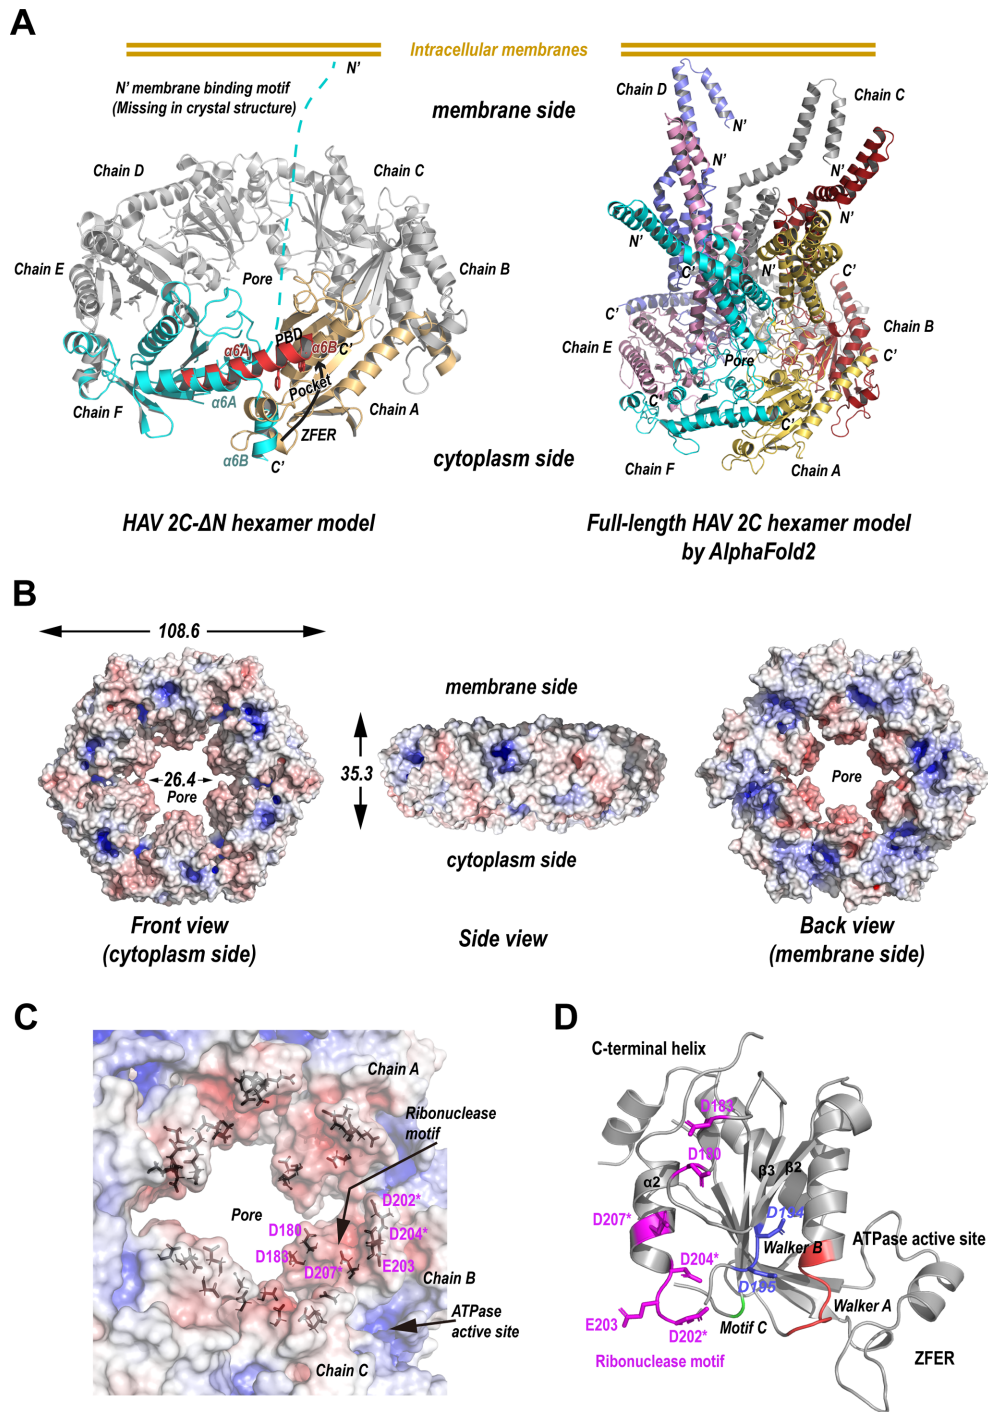 A
Intracellular membranes
N'
N' membrane binding motif
(Missing in crystal structure)
membrane side
Chain D
Chain C
Chain E
Chain B
Pore
PBD
α6A
α6B
C'
Pocket
α6A
Chain F
Chain A
ZFER
α6B
C'
cytoplasm side
HAV 2C-ΔN hexamer model
Chain D
Chain C
N'
N'
N'
N'
N'
N'
C'
C'
C'
Chain B
Chain E
Pore
C'
C
C'
Chain F
Chain A
Full-length HAV 2C hexamer model
by AlphaFold2
B
108.6
26.4
Pore
Front view
(cytoplasm side)
membrane side
35.3
cytoplasm side
Side view
Pore
Back view
(membrane side)
C
Chain A
Ribonuclease
motif
D202*
Pore
D180
D204*
D183
D207*
E203
Chain B
ATPase
active site
Chain C
D
C-terminal helix
D183
D180
β3
β2
α2
D207*
D194
Walker B
ATPase active site
D204*
D195
Walker A
E203
D202*
Motif C
Ribonuclease motif
ZFER